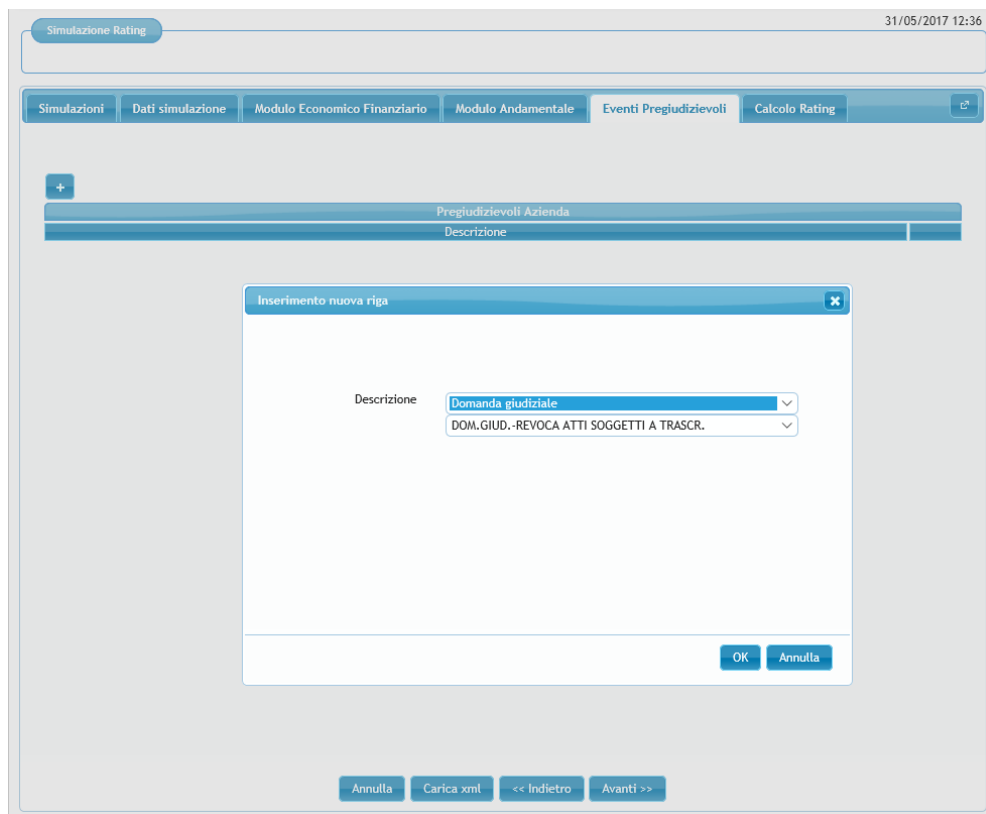 31/05/2017 12:36
Simulazione Rating
Simulazioni Dati simulazione Modulo Economico Finanziario Modulo Andamentale Eventi Pregiudizievoli Calcolo Rating
+
Pregiudizievoli Azienda
Descrizione
Inserimento nuova riga
Descrizione Domanda giudiziale
DOM.GIUD.-REVOCA ATTI SOGGETTI A TRASCR.
OK Annulla
Annulla Carica xml << Indietro Avanti >>